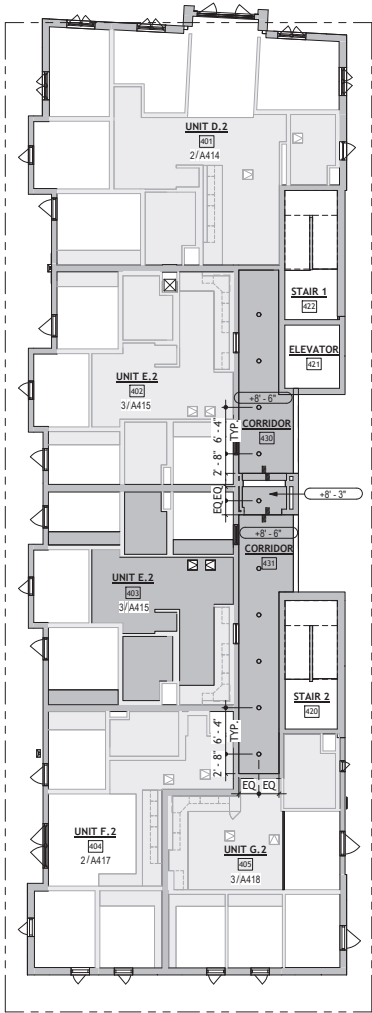 UNIT D.2
401
2/A414
STAIR 1
422
ELEVATOR
421
UNIT E.2
402
3/A415
+8' - 6"
6' - 4"
TYP.
2' - 8"
CORRIDOR
430
EQ EQ
+8' - 3"
+8' - 6"
CORRIDOR
431
UNIT E.2
403
3/A415
STAIR 2
420
6' - 4"
TYP.
2' - 8"
EQ EQ
UNIT F.2
404
2/A417
UNIT G.2
405
3/A418